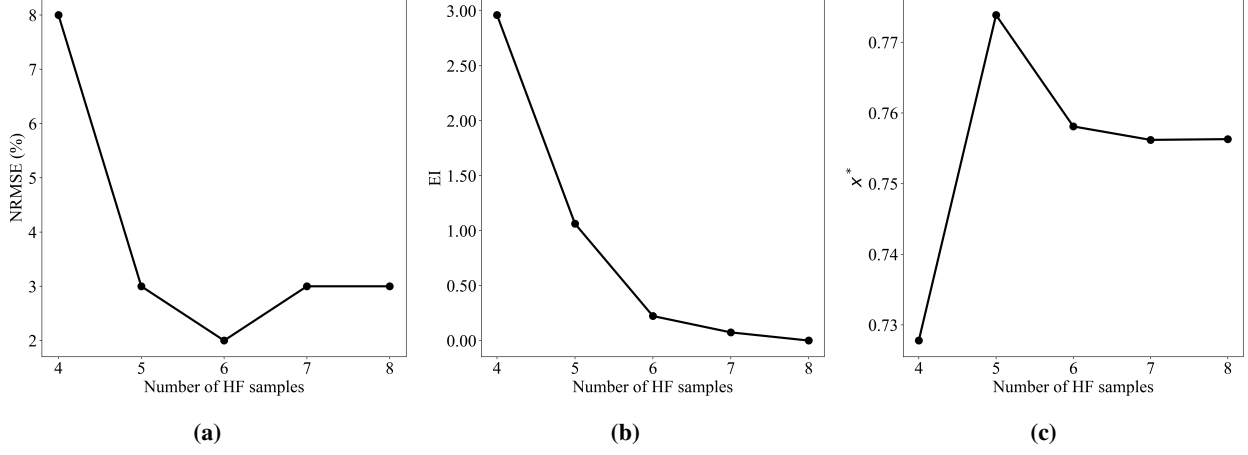 8
7
6
5
4
3
2
NRMSE (%)
4 5 6 7 8
Number of HF samples
(a)
3.00
2.50
2.00
1.50
1.00
0.50
0.00
EI
4 5 6 7 8
Number of HF samples
(b)
0.77
0.76
0.75
0.74
0.73
x*
4 5 6 7 8
Number of HF samples
(c)